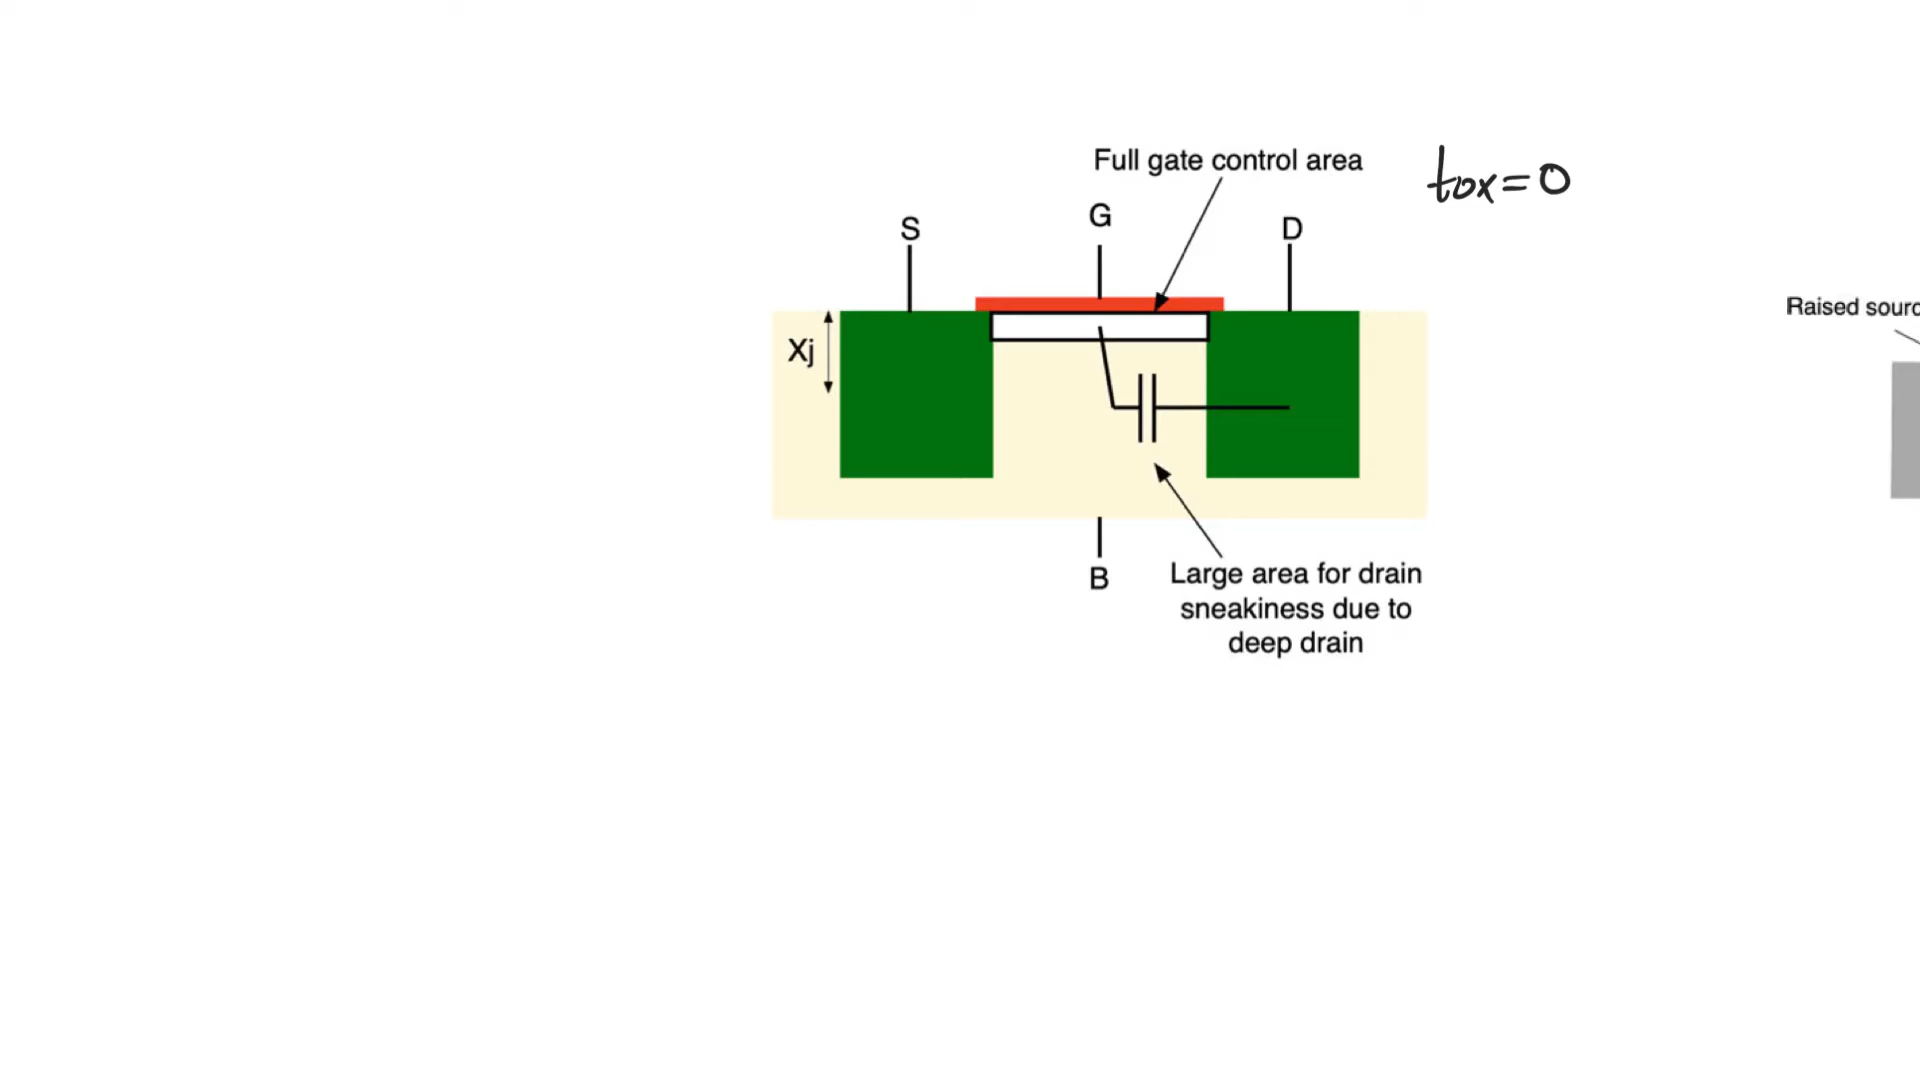 Full gate control area
tox=0
S
G
D
Xj
Raised sourc
B
Large area for drain
sneakiness due to
deep drain